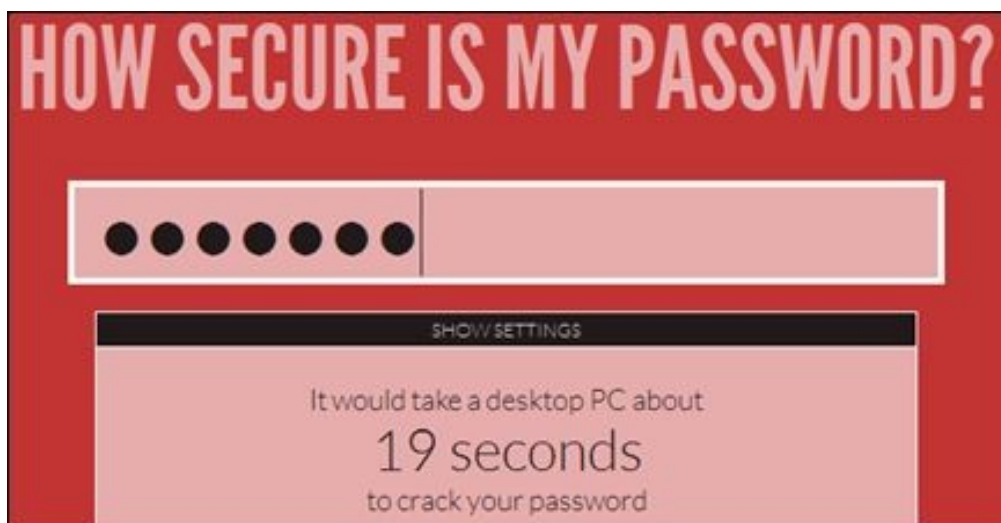 HOW SECURE IS MY PASSWORD?
SHOW SETTINGS
It would take a desktop PC about
19 seconds
to crack your password